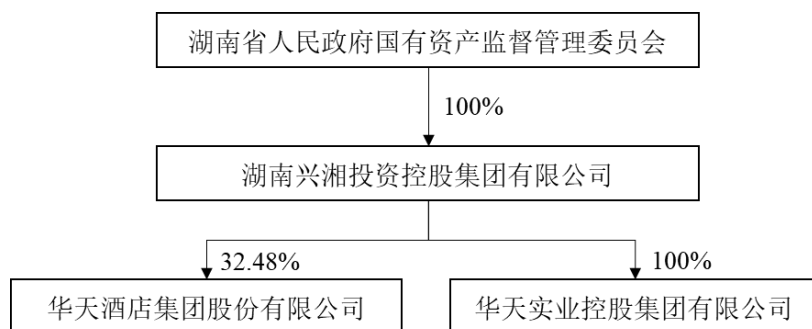 湖南省人民政府国有资产监督管理委员会
100%
湖南兴湘投资控股集团有限公司
32.48%
100%
华天酒店集团股份有限公司
华天实业控股集团有限公司